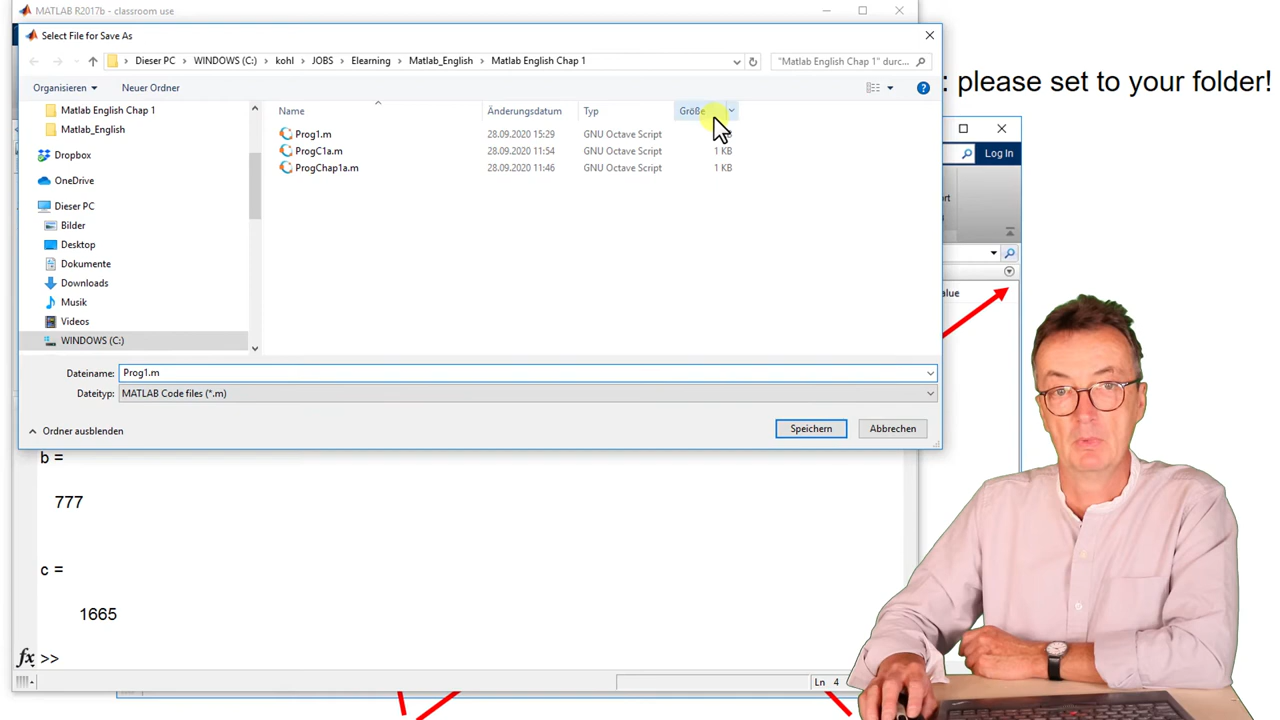 MATLAB R2017b - classroom use
Select File for Save As
Dieser PC > WINDOWS (C:) > kohl > JOBS > Elearning > Matlab_English > Matlab English Chap 1
"Matlab English Chap 1" durc...
: please set to your folder!
Organisieren
Neuer Ordner
Matlab English Chap 1
Matlab_English
Dropbox
OneDrive
Dieser PC
Bilder
Desktop
Dokumente
Downloads
Musik
Videos
WINDOWS (C:)
Name Änderungsdatum Typ Größe
Prog1.m 28.09.2020 15:29 GNU Octave Script
ProgC1a.m 28.09.2020 11:54 GNU Octave Script 1 KB
ProgChap1a.m 28.09.2020 11:46 GNU Octave Script 1 KB
Log In
ort
alue
Dateiname: Prog1.m
Dateityp: MATLAB Code files (*.m)
Ordner ausblenden
Speichern
Abbrechen
b =
777
c =
1665
fx >>
Ln 4